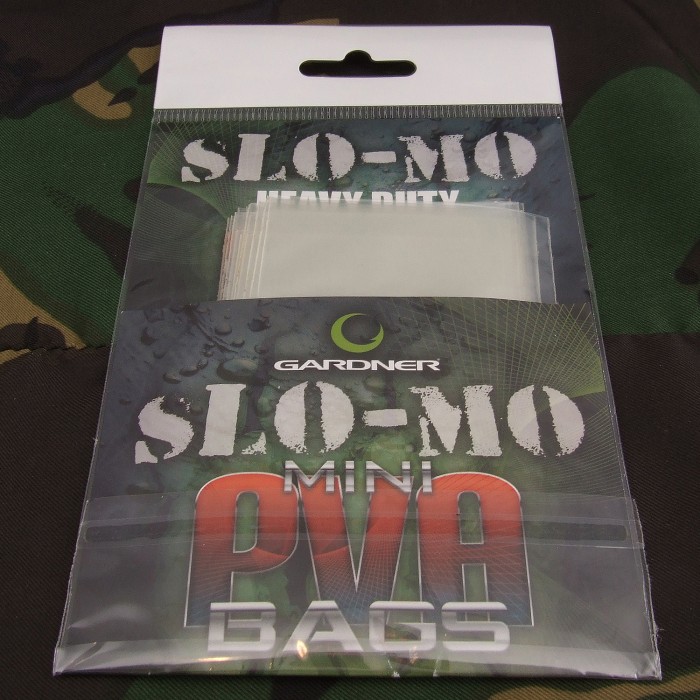 SLO-MO
HEAVY DUTY
GARDNER
SLO-MO
MINI
PVA
BAGS